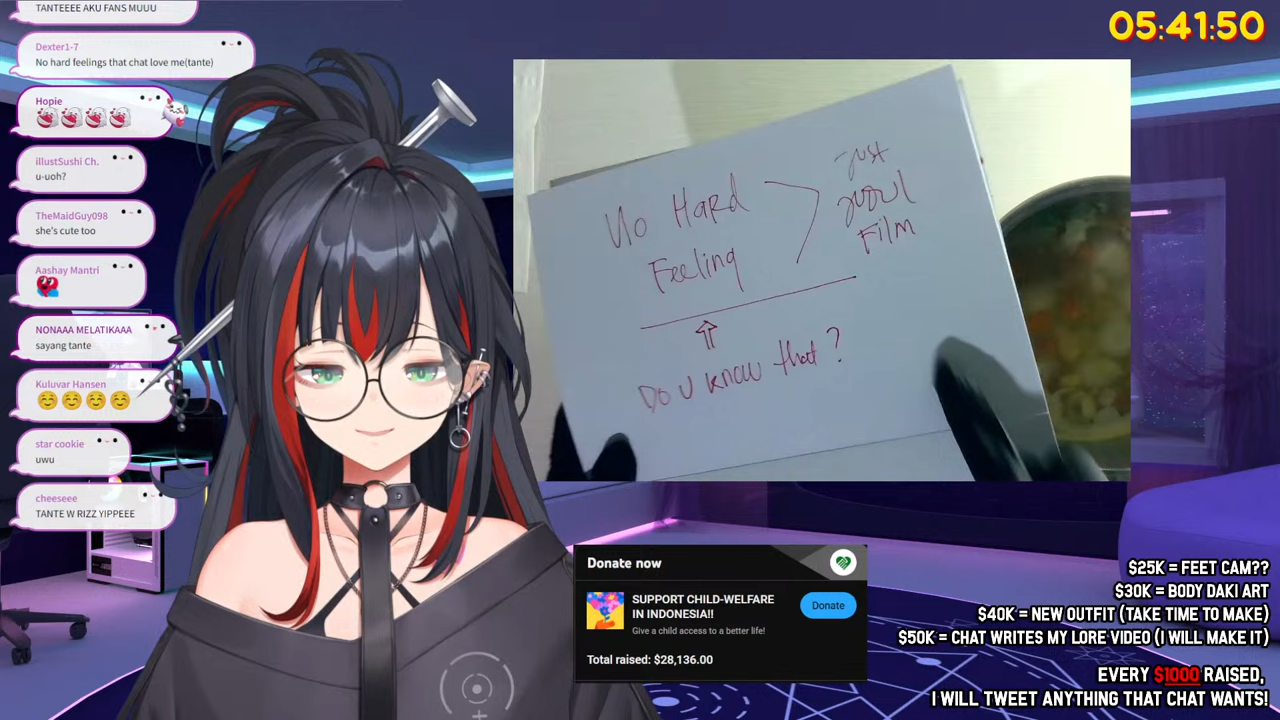 TANTEEEE AKU FANS MUUU
Dexter1-7
No hard feelings that chat love me(tante)
Hopie
illustSushi Ch.
u-uoh?
TheMaidGuy098
she's cute too
Aashay Mantri
NONAAA MELATIKAAA
sayang tante
Kuluvar Hansen
star cookie
uwu
cheeseee
TANTE W RIZZ YIPPEEE
05:41:50
No Hard
Feeling
just
judul
Film
Do u know that?
Donate now
SUPPORT CHILD-WELFARE
IN INDONESIA!!
Give a child access to a better life!
Donate
Total raised: $28,136.00
$25K = FEET CAM??
$30K = BODY DAKI ART
$40K = NEW OUTFIT (TAKE TIME TO MAKE)
$50K = CHAT WRITES MY LORE VIDEO (I WILL MAKE IT)
EVERY $1000 RAISED,
I WILL TWEET ANYTHING THAT CHAT WANTS!